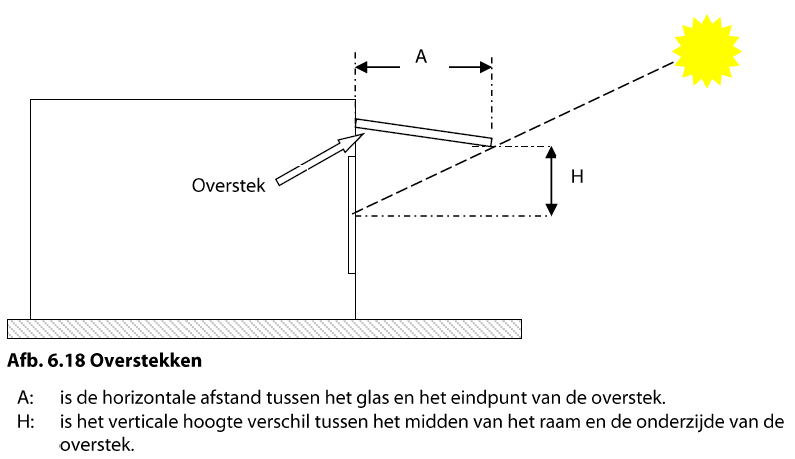 A
Overstek
H
Afb. 6.18 Overstekken
A: is de horizontale afstand tussen het glas en het eindpunt van de overstek.
H: is het verticale hoogte verschil tussen het midden van het raam en de onderzijde van de
overstek.